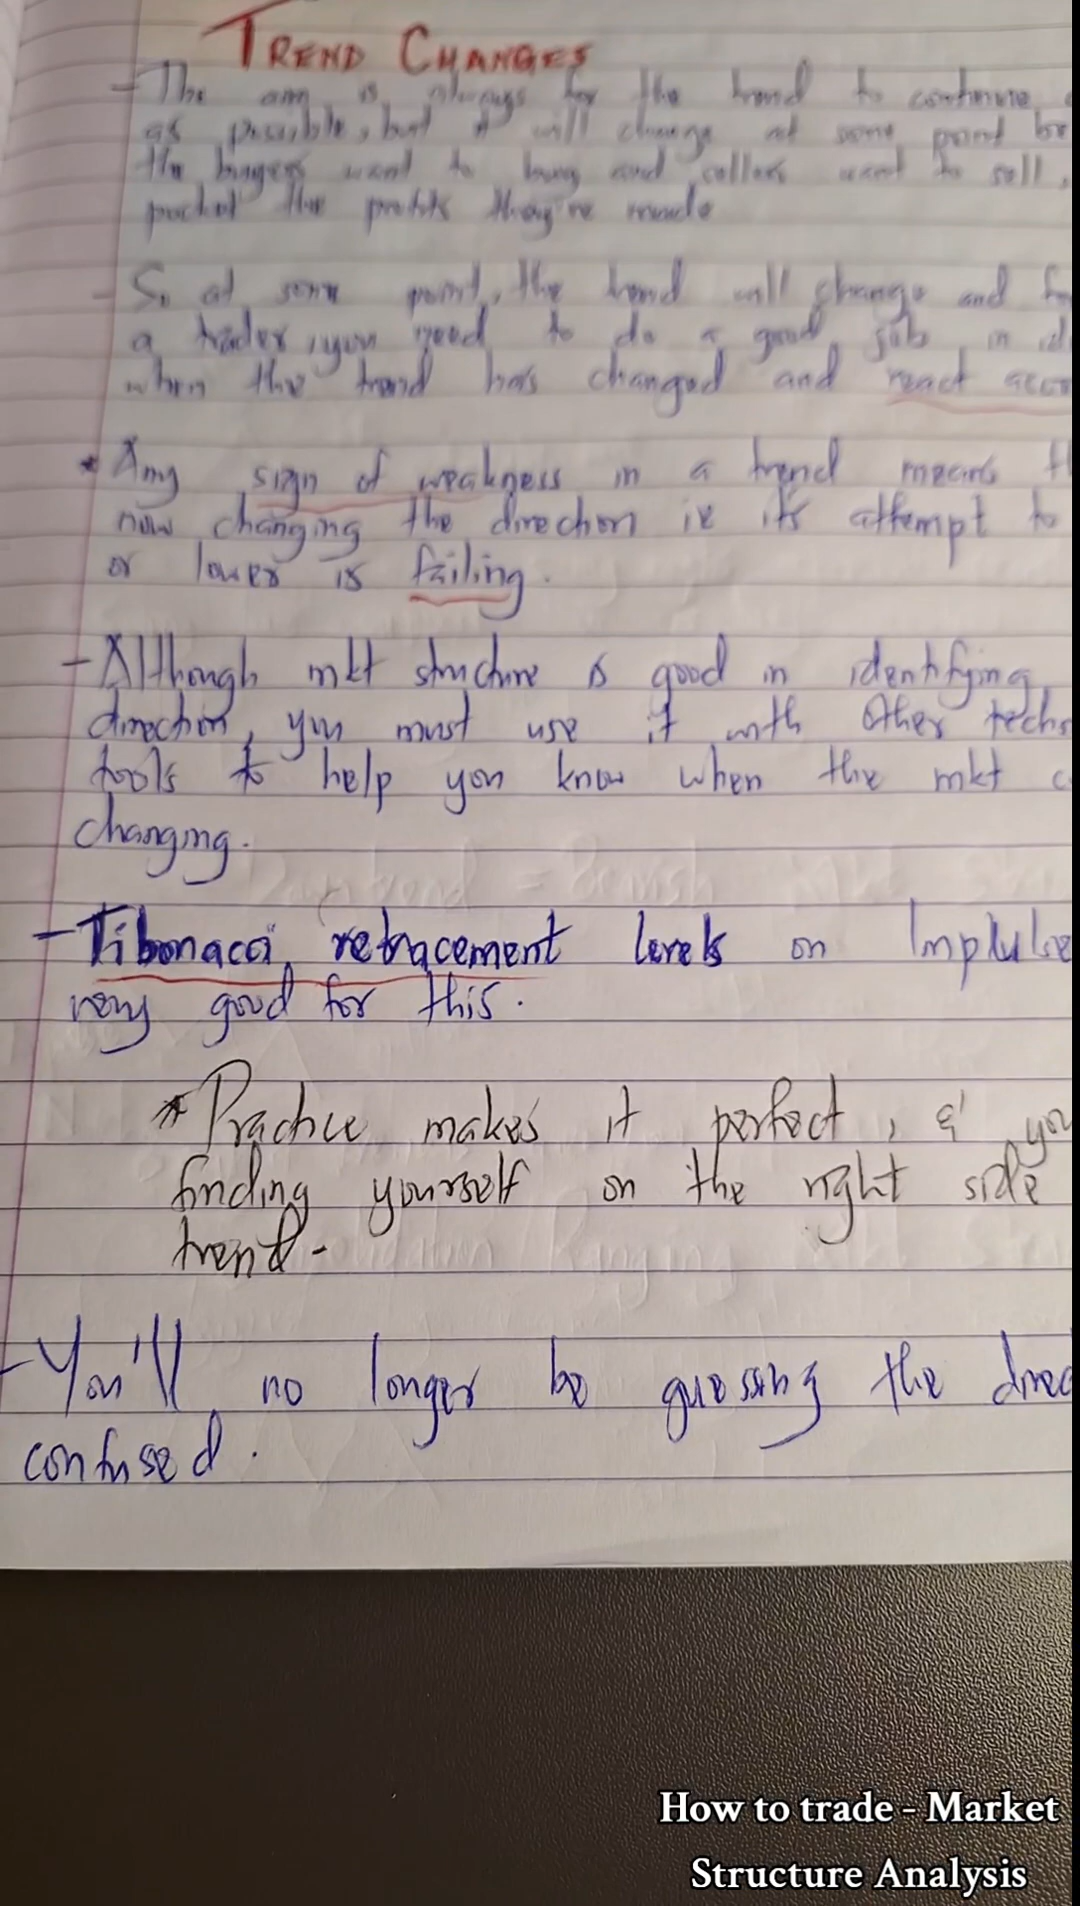 TREND CHANGES
- The aim is always for the trend to continue
as possible, but it will change at some point
the buyers want to buy and sellers want to sell,
pocket the profits they're made
- So at some point, the trend will change and
a trader, you need to do a good job in
when the trend has changed and react
* Any sign of weakness in a trend means
now changing the direction ie its attempt to
or lower is failing.
- Although mkt structure is good in identifying
direction, you must use it with other
tools to help you know when the mkt
changing.
- Fibonacci retracement levels on Implulse
very good for this.
* Practice makes it perfect, & you
finding yourself on the right side
trend.
- You'll no longer be guessing the
confused.
How to trade - Market
Structure Analysis